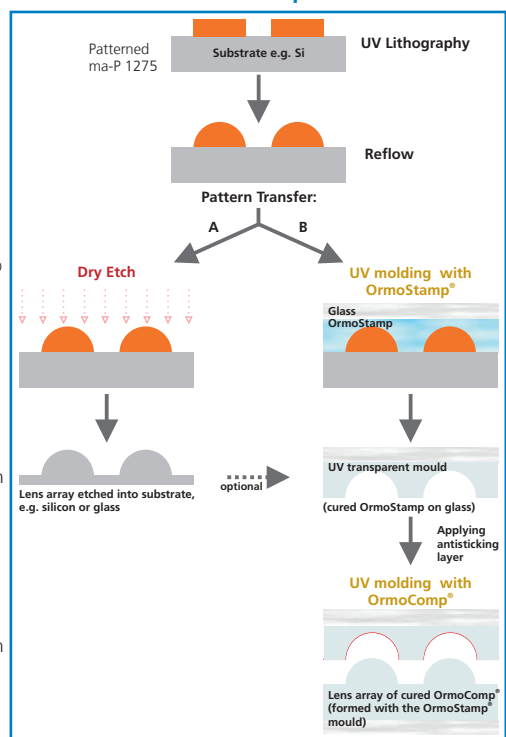 UV Lithography
Patterned
ma-P 1275
Substrate e.g. Si
Reflow
Pattern Transfer:
A
B
Dry Etch
UV molding with
OrmoStamp®
Glass
OrmoStamp
Lens array etched into substrate,
e.g. silicon or glass
optional
UV transparent mould
(cured OrmoStamp on glass)
Applying
antisticking
layer
UV molding with
OrmoComp®
Lens array of cured OrmoComp®
(formed with the OrmoStamp®
mould)